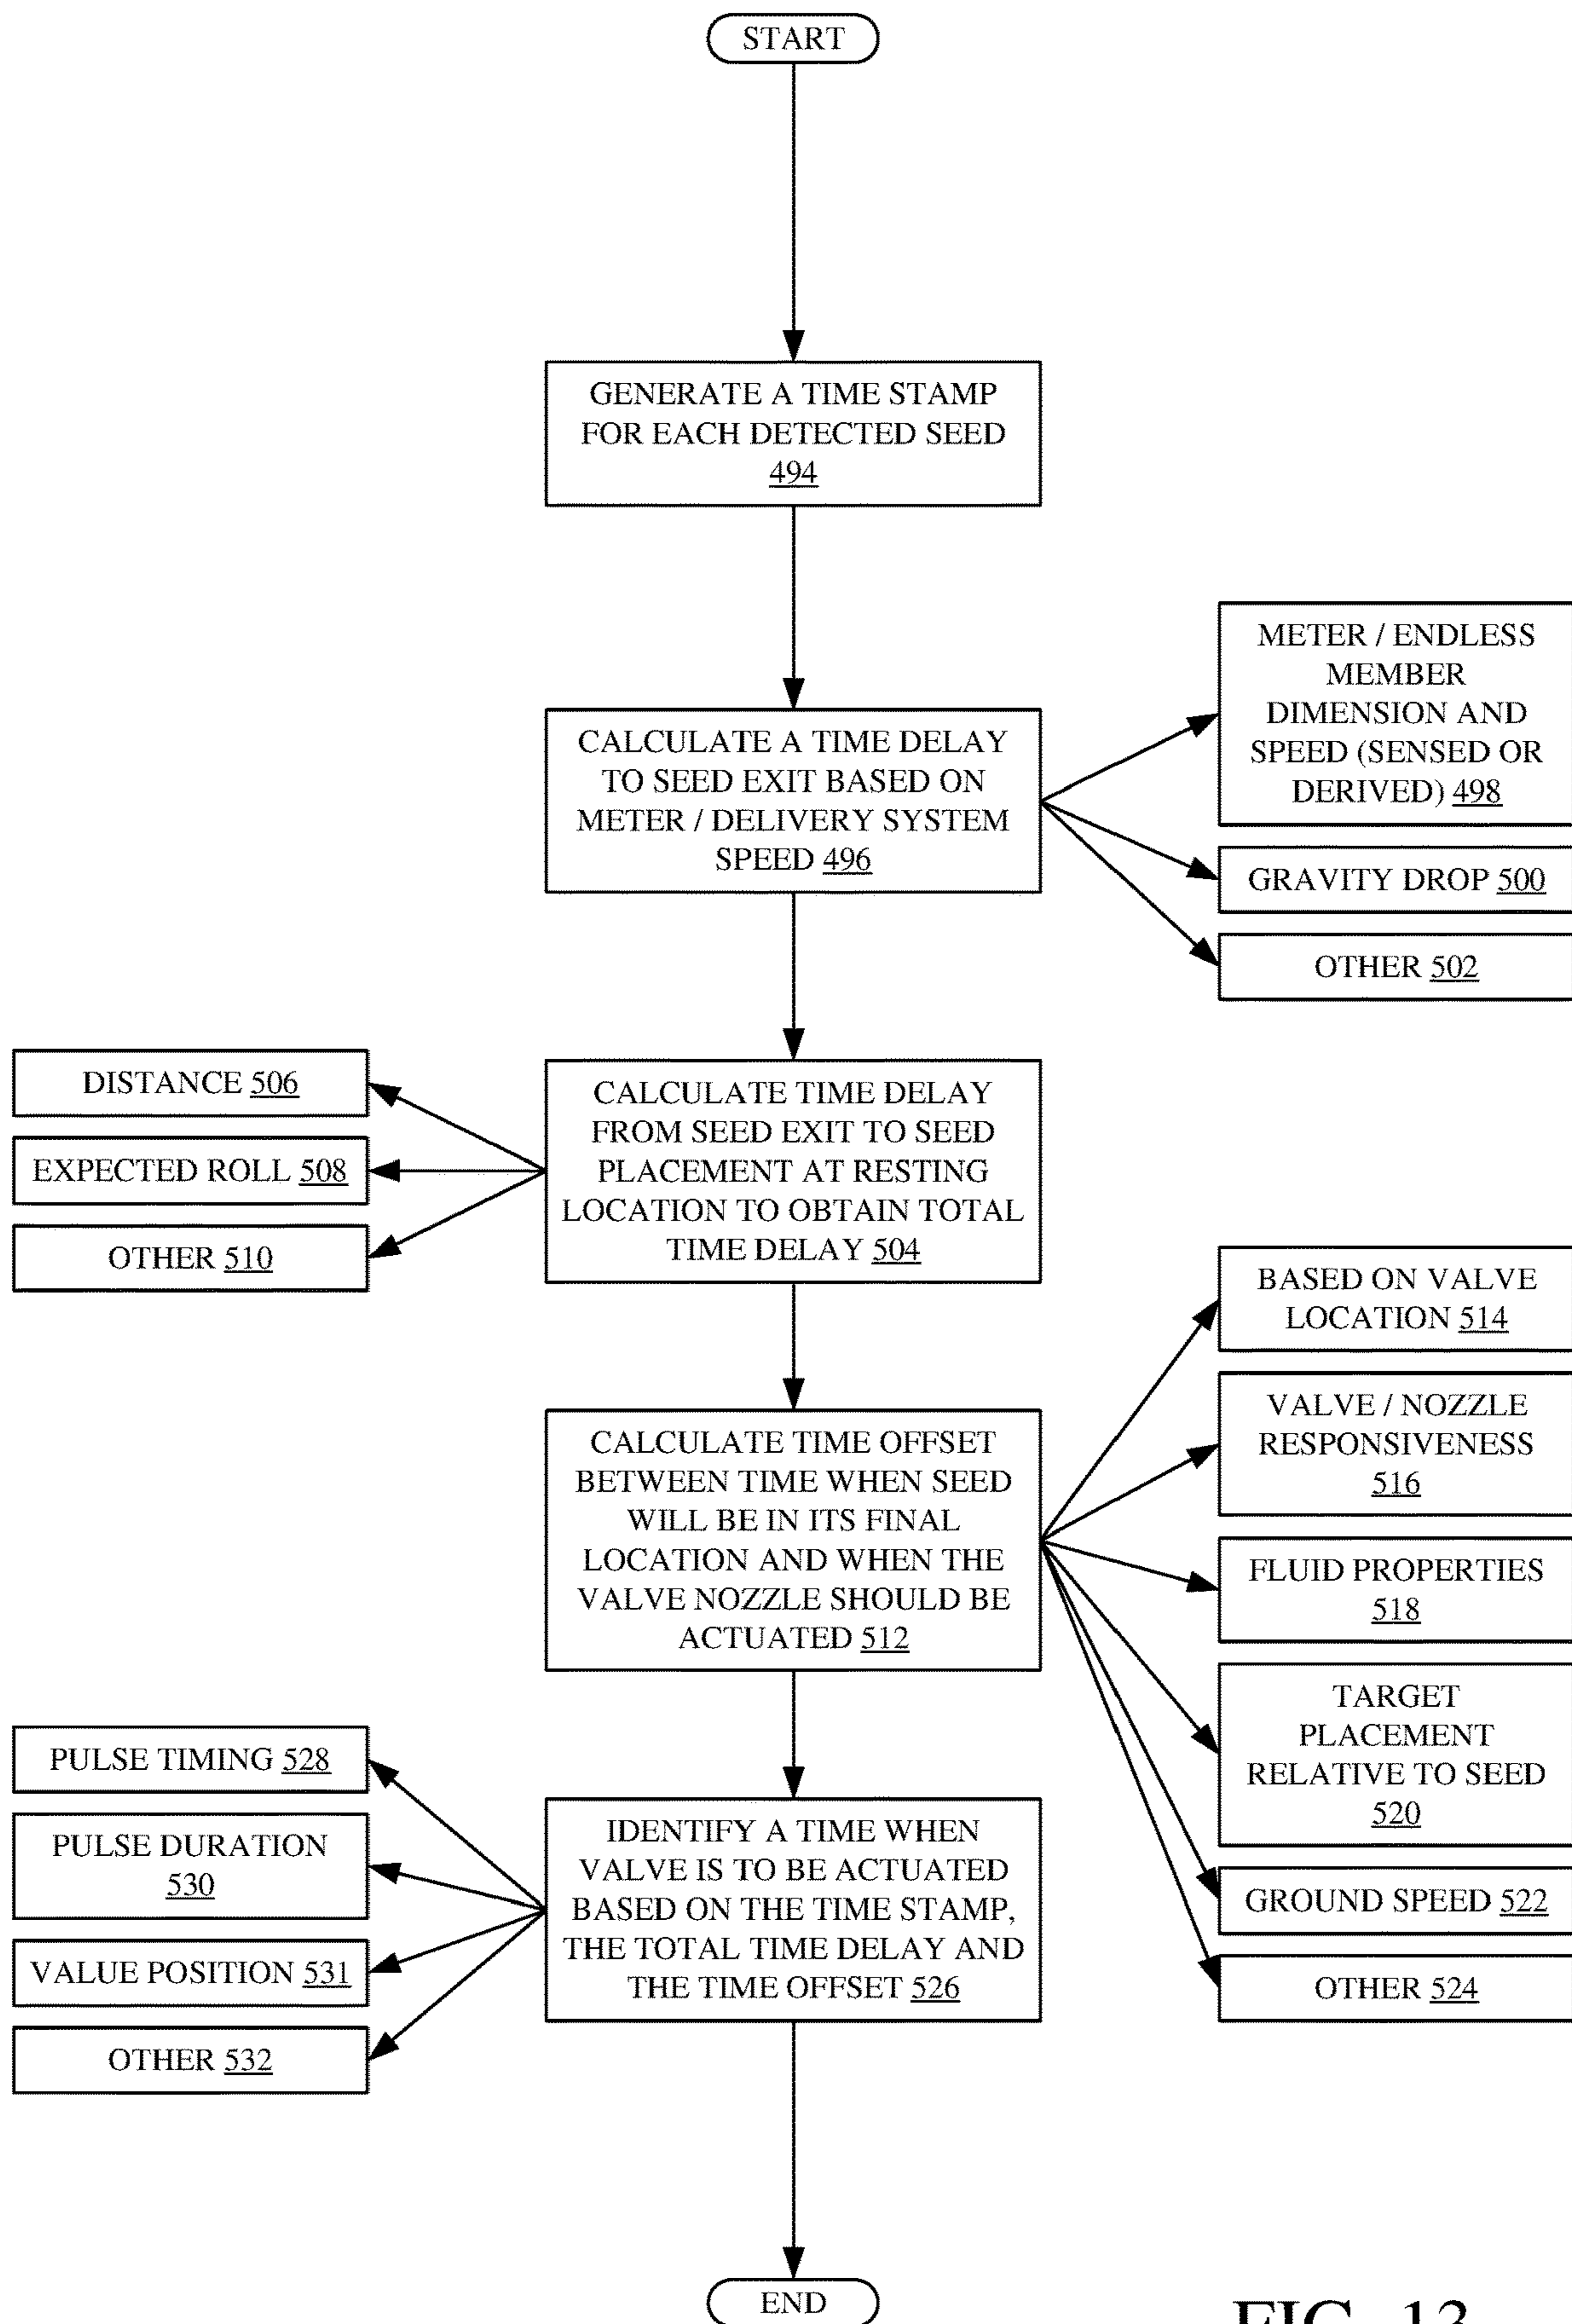 START
GENERATE A TIME STAMP
FOR EACH DETECTED SEED
494
CALCULATE A TIME DELAY
TO SEED EXIT BASED ON
METER / DELIVERY SYSTEM
SPEED 496
METER / ENDLESS
MEMBER
DIMENSION AND
SPEED (SENSED OR
DERIVED) 498
GRAVITY DROP 500
OTHER 502
CALCULATE TIME DELAY
FROM SEED EXIT TO SEED
PLACEMENT AT RESTING
LOCATION TO OBTAIN TOTAL
TIME DELAY 504
DISTANCE 506
EXPECTED ROLL 508
OTHER 510
CALCULATE TIME OFFSET
BETWEEN TIME WHEN SEED
WILL BE IN ITS FINAL
LOCATION AND WHEN THE
VALVE NOZZLE SHOULD BE
ACTUATED 512
BASED ON VALVE
LOCATION 514
VALVE / NOZZLE
RESPONSIVENESS
516
FLUID PROPERTIES
518
TARGET
PLACEMENT
RELATIVE TO SEED
520
GROUND SPEED 522
OTHER 524
IDENTIFY A TIME WHEN
VALVE IS TO BE ACTUATED
BASED ON THE TIME STAMP,
THE TOTAL TIME DELAY AND
THE TIME OFFSET 526
PULSE TIMING 528
PULSE DURATION
530
VALUE POSITION 531
OTHER 532
END
FIG. 13